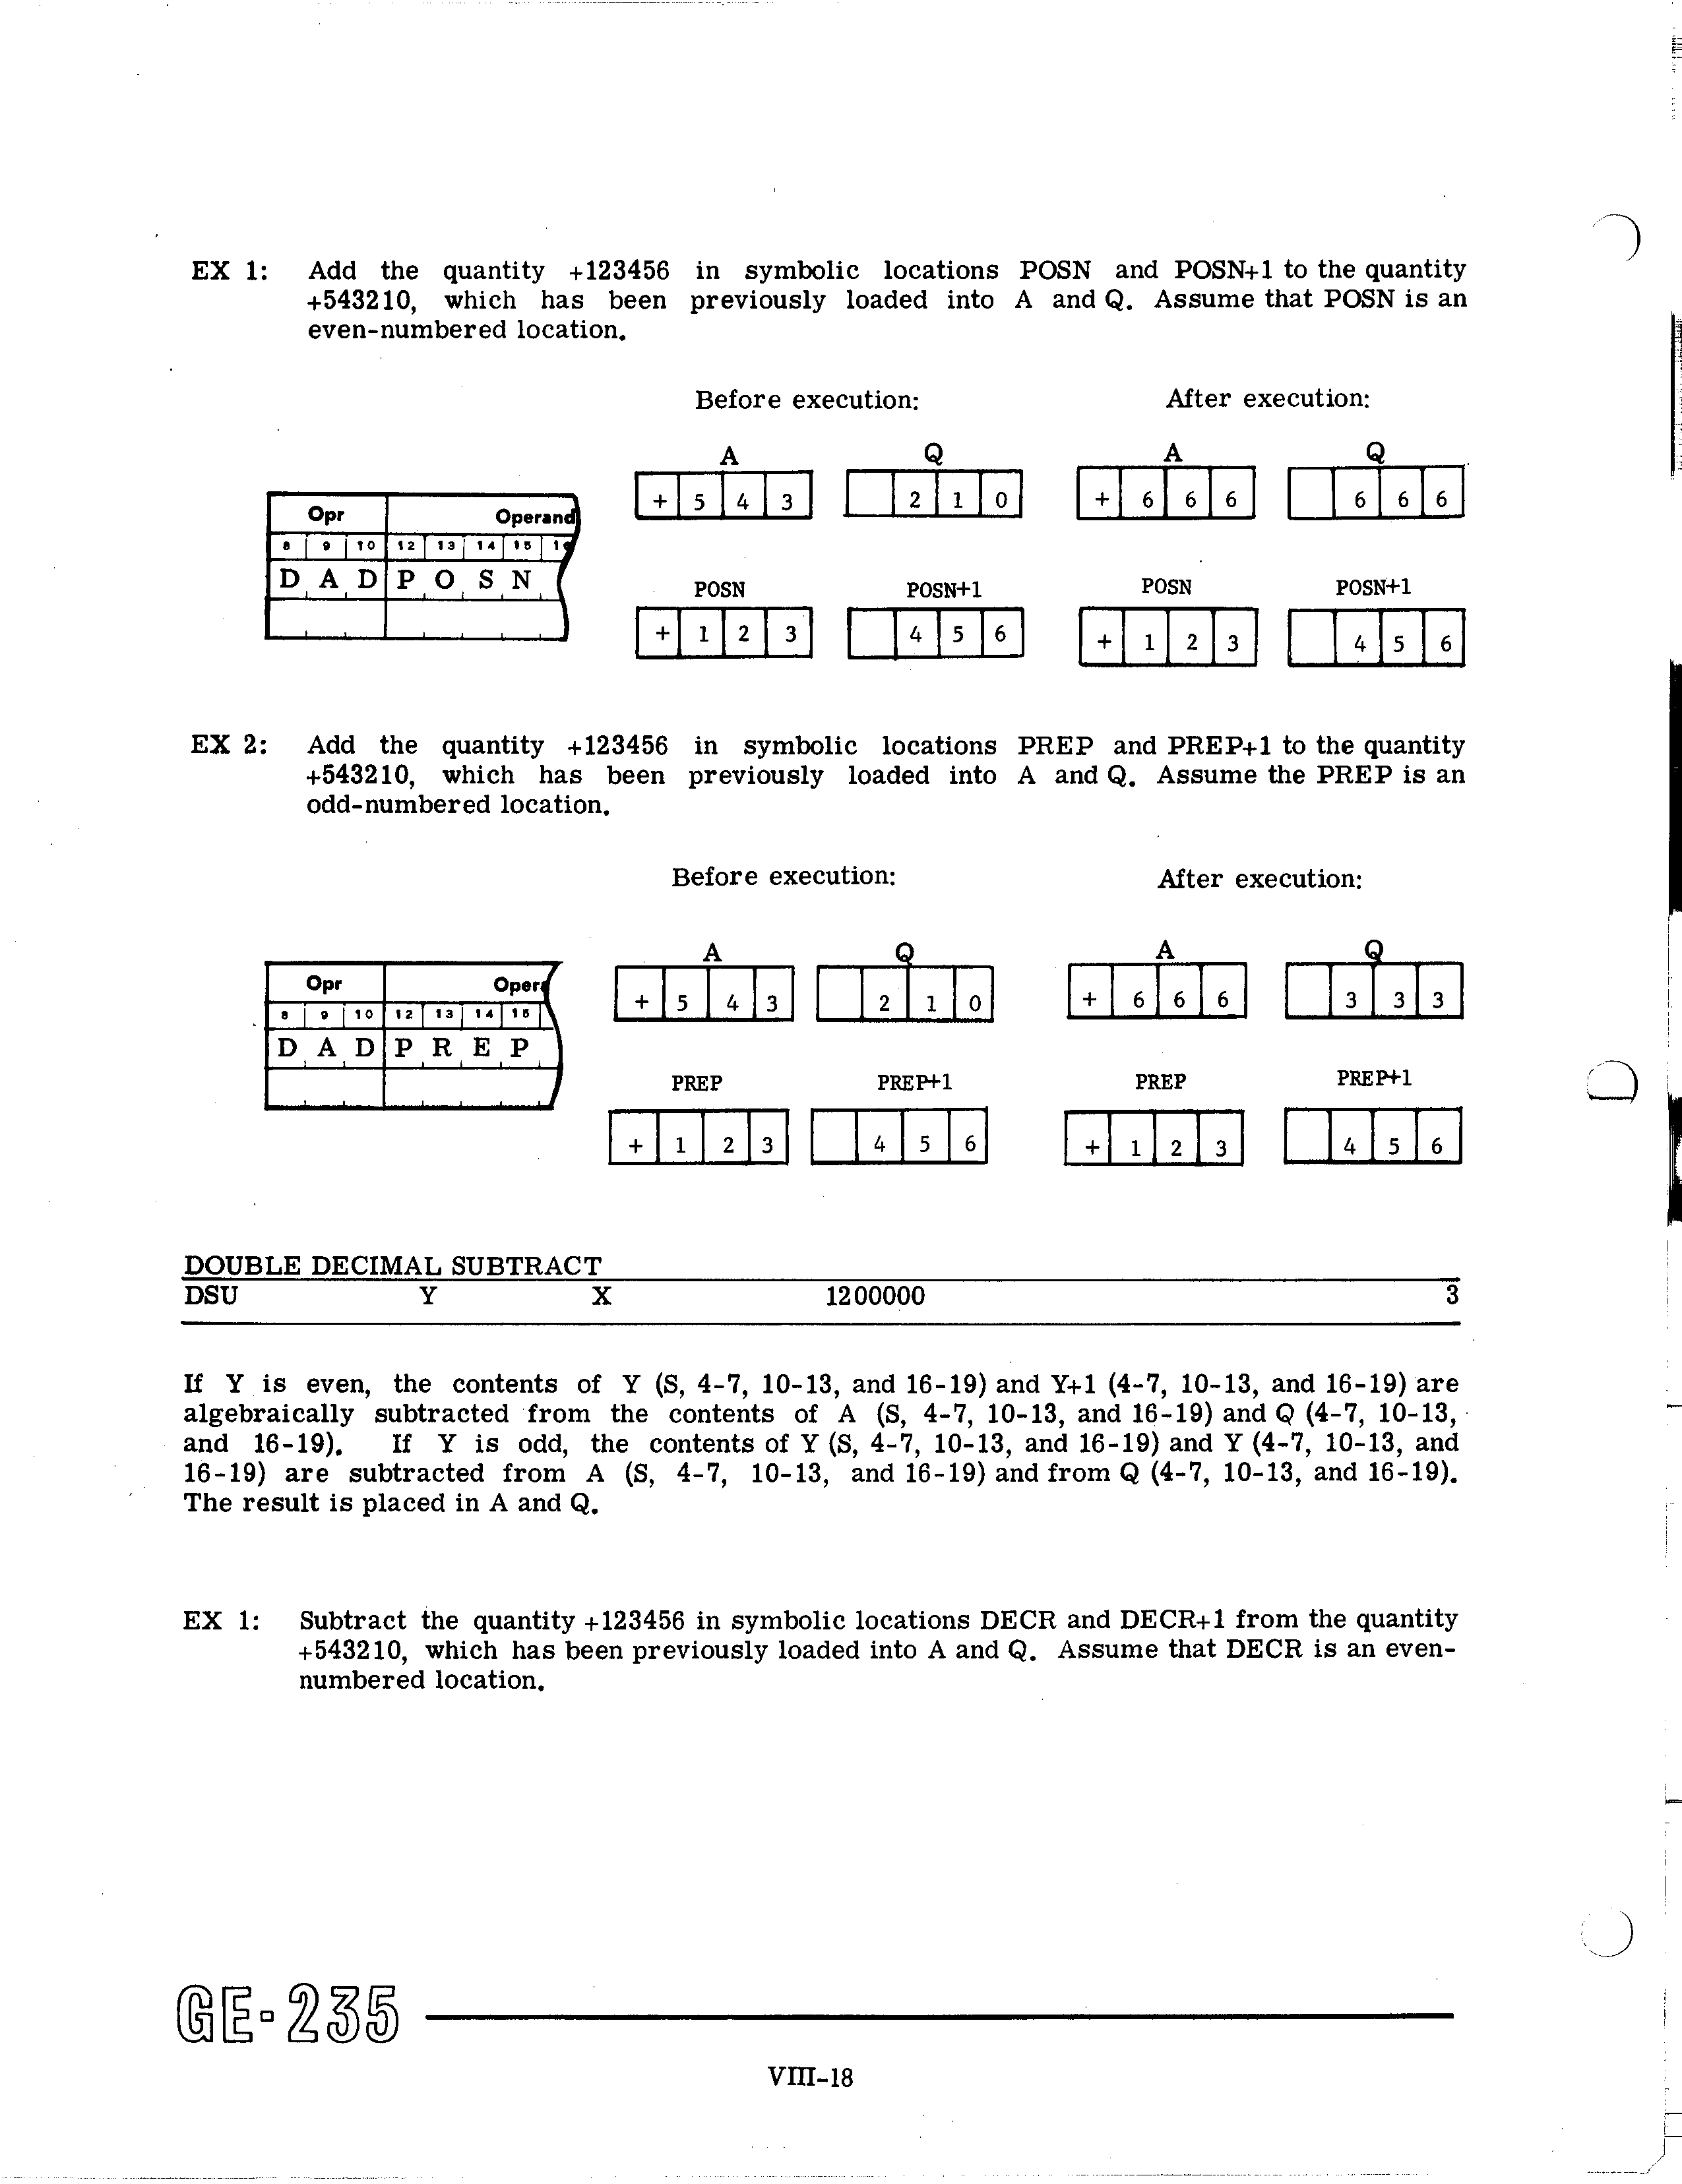 EX 1: Add the quantity +123456 in symbolic locations POSN and POSN+1 to the quantity
+543210, which has been previously loaded into A and Q. Assume that POSN is an
even-numbered location.
Before execution: After execution:
A Q A Q
+ 5 4 3 2 1 0 + 6 6 6 6 6 6
Opr Operand
8 9 10 12 13 14 15 16
D A D P O S N
POSN POSN+1 POSN POSN+1
+ 1 2 3 4 5 6 + 1 2 3 4 5 6
EX 2: Add the quantity +123456 in symbolic locations PREP and PREP+1 to the quantity
+543210, which has been previously loaded into A and Q. Assume the PREP is an
odd-numbered location.
Before execution: After execution:
A Q A Q
+ 5 4 3 2 1 0 + 6 6 6 3 3 3
Opr Oper
8 9 10 12 13 14 15
D A D P R E P
PREP PREP+1 PREP PREP+1
+ 1 2 3 4 5 6 + 1 2 3 4 5 6
DOUBLE DECIMAL SUBTRACT
DSU Y X 1200000 3
If Y is even, the contents of Y (S, 4-7, 10-13, and 16-19) and Y+1 (4-7, 10-13, and 16-19) are
algebraically subtracted from the contents of A (S, 4-7, 10-13, and 16-19) and Q (4-7, 10-13,
and 16-19). If Y is odd, the contents of Y (S, 4-7, 10-13, and 16-19) and Y (4-7, 10-13, and
16-19) are subtracted from A (S, 4-7, 10-13, and 16-19) and from Q (4-7, 10-13, and 16-19).
The result is placed in A and Q.
EX 1: Subtract the quantity +123456 in symbolic locations DECR and DECR+1 from the quantity
+543210, which has been previously loaded into A and Q. Assume that DECR is an even-
numbered location.
GE-235
VIII-18